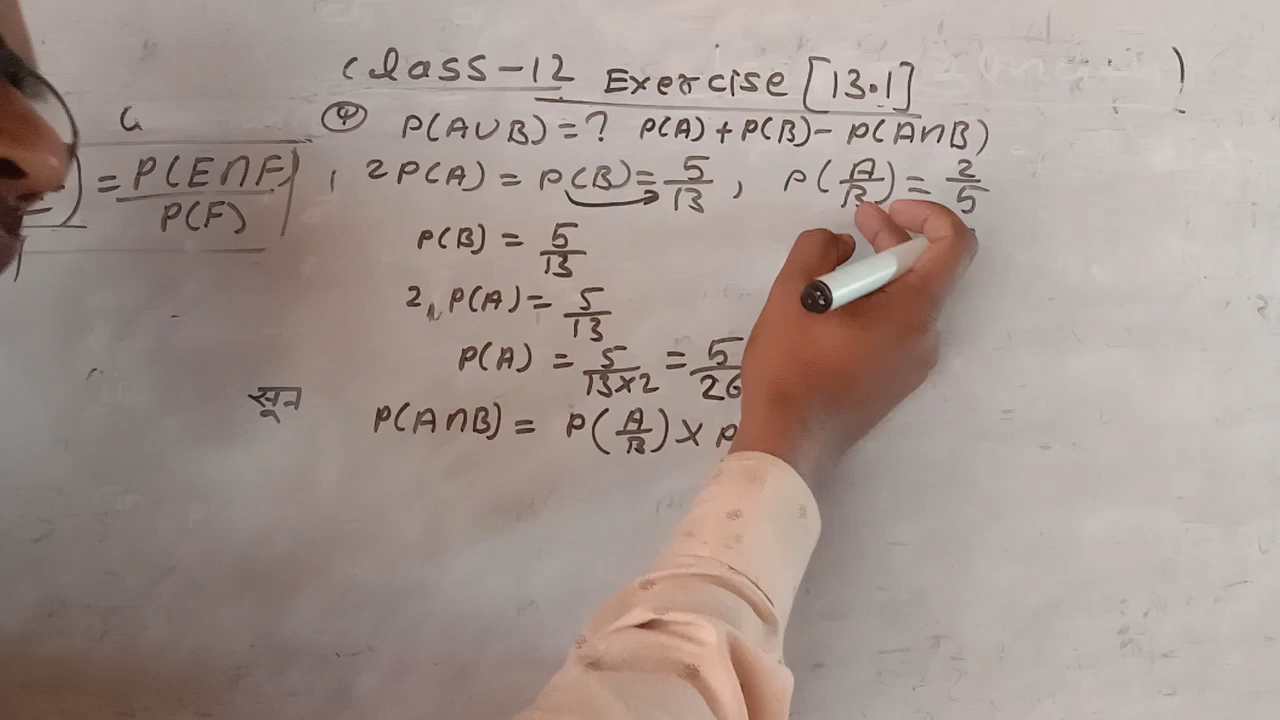 Class-12 Exercise [13.1]
④ P(A∪B)=? P(A)+P(B)-P(A∩B)
= P(E∩F)/P(F)
2P(A) = P(B)= 5/13, P(A/B)= 2/5
P(B) = 5/13
2 P(A)= 5/13
P(A) = 5/13×2 = 5/26
सून P(A∩B) = P(A/B) × P